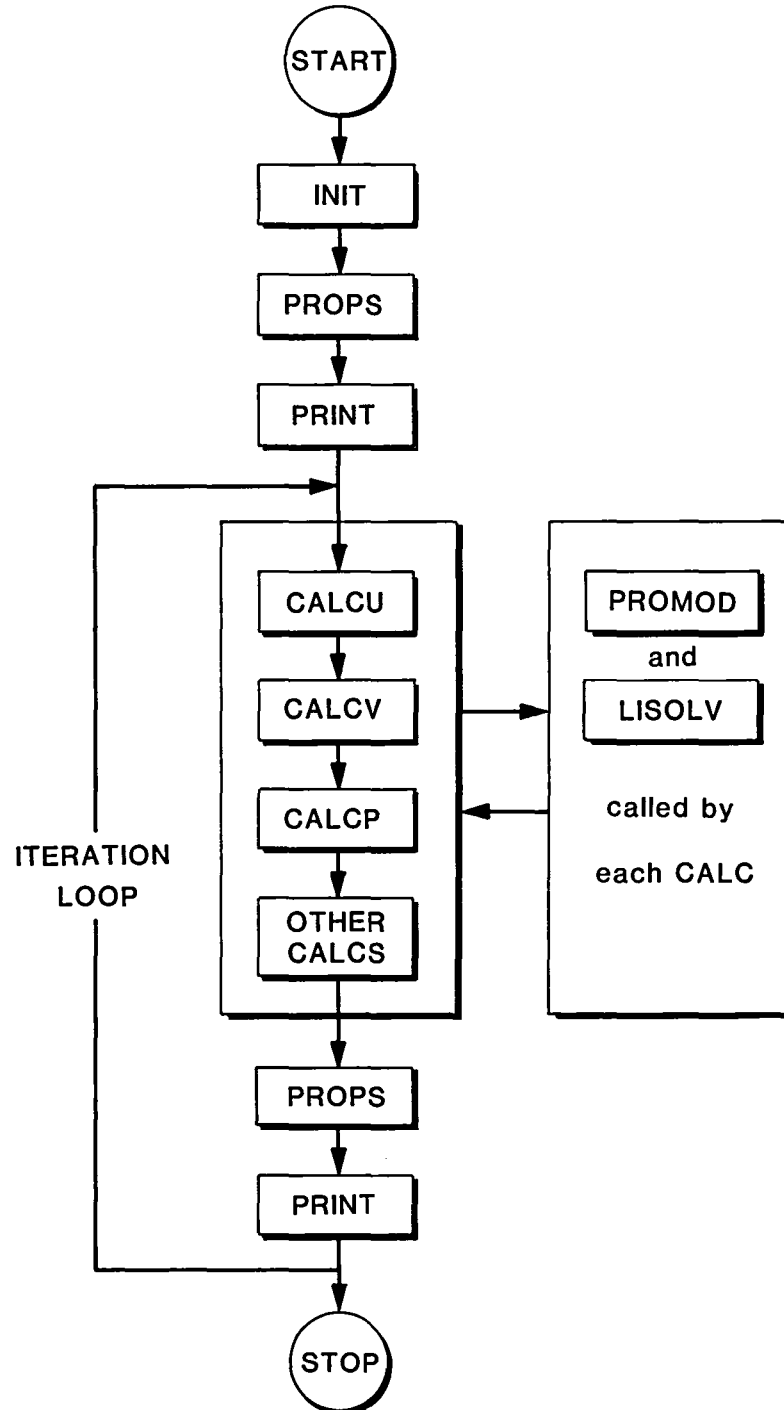 START
INIT
PROPS
PRINT
CALCU
CALCV
CALCP
OTHER
CALCS
PROMOD
and
LISOLV
called by
each CALC
ITERATION
LOOP
PROPS
PRINT
STOP